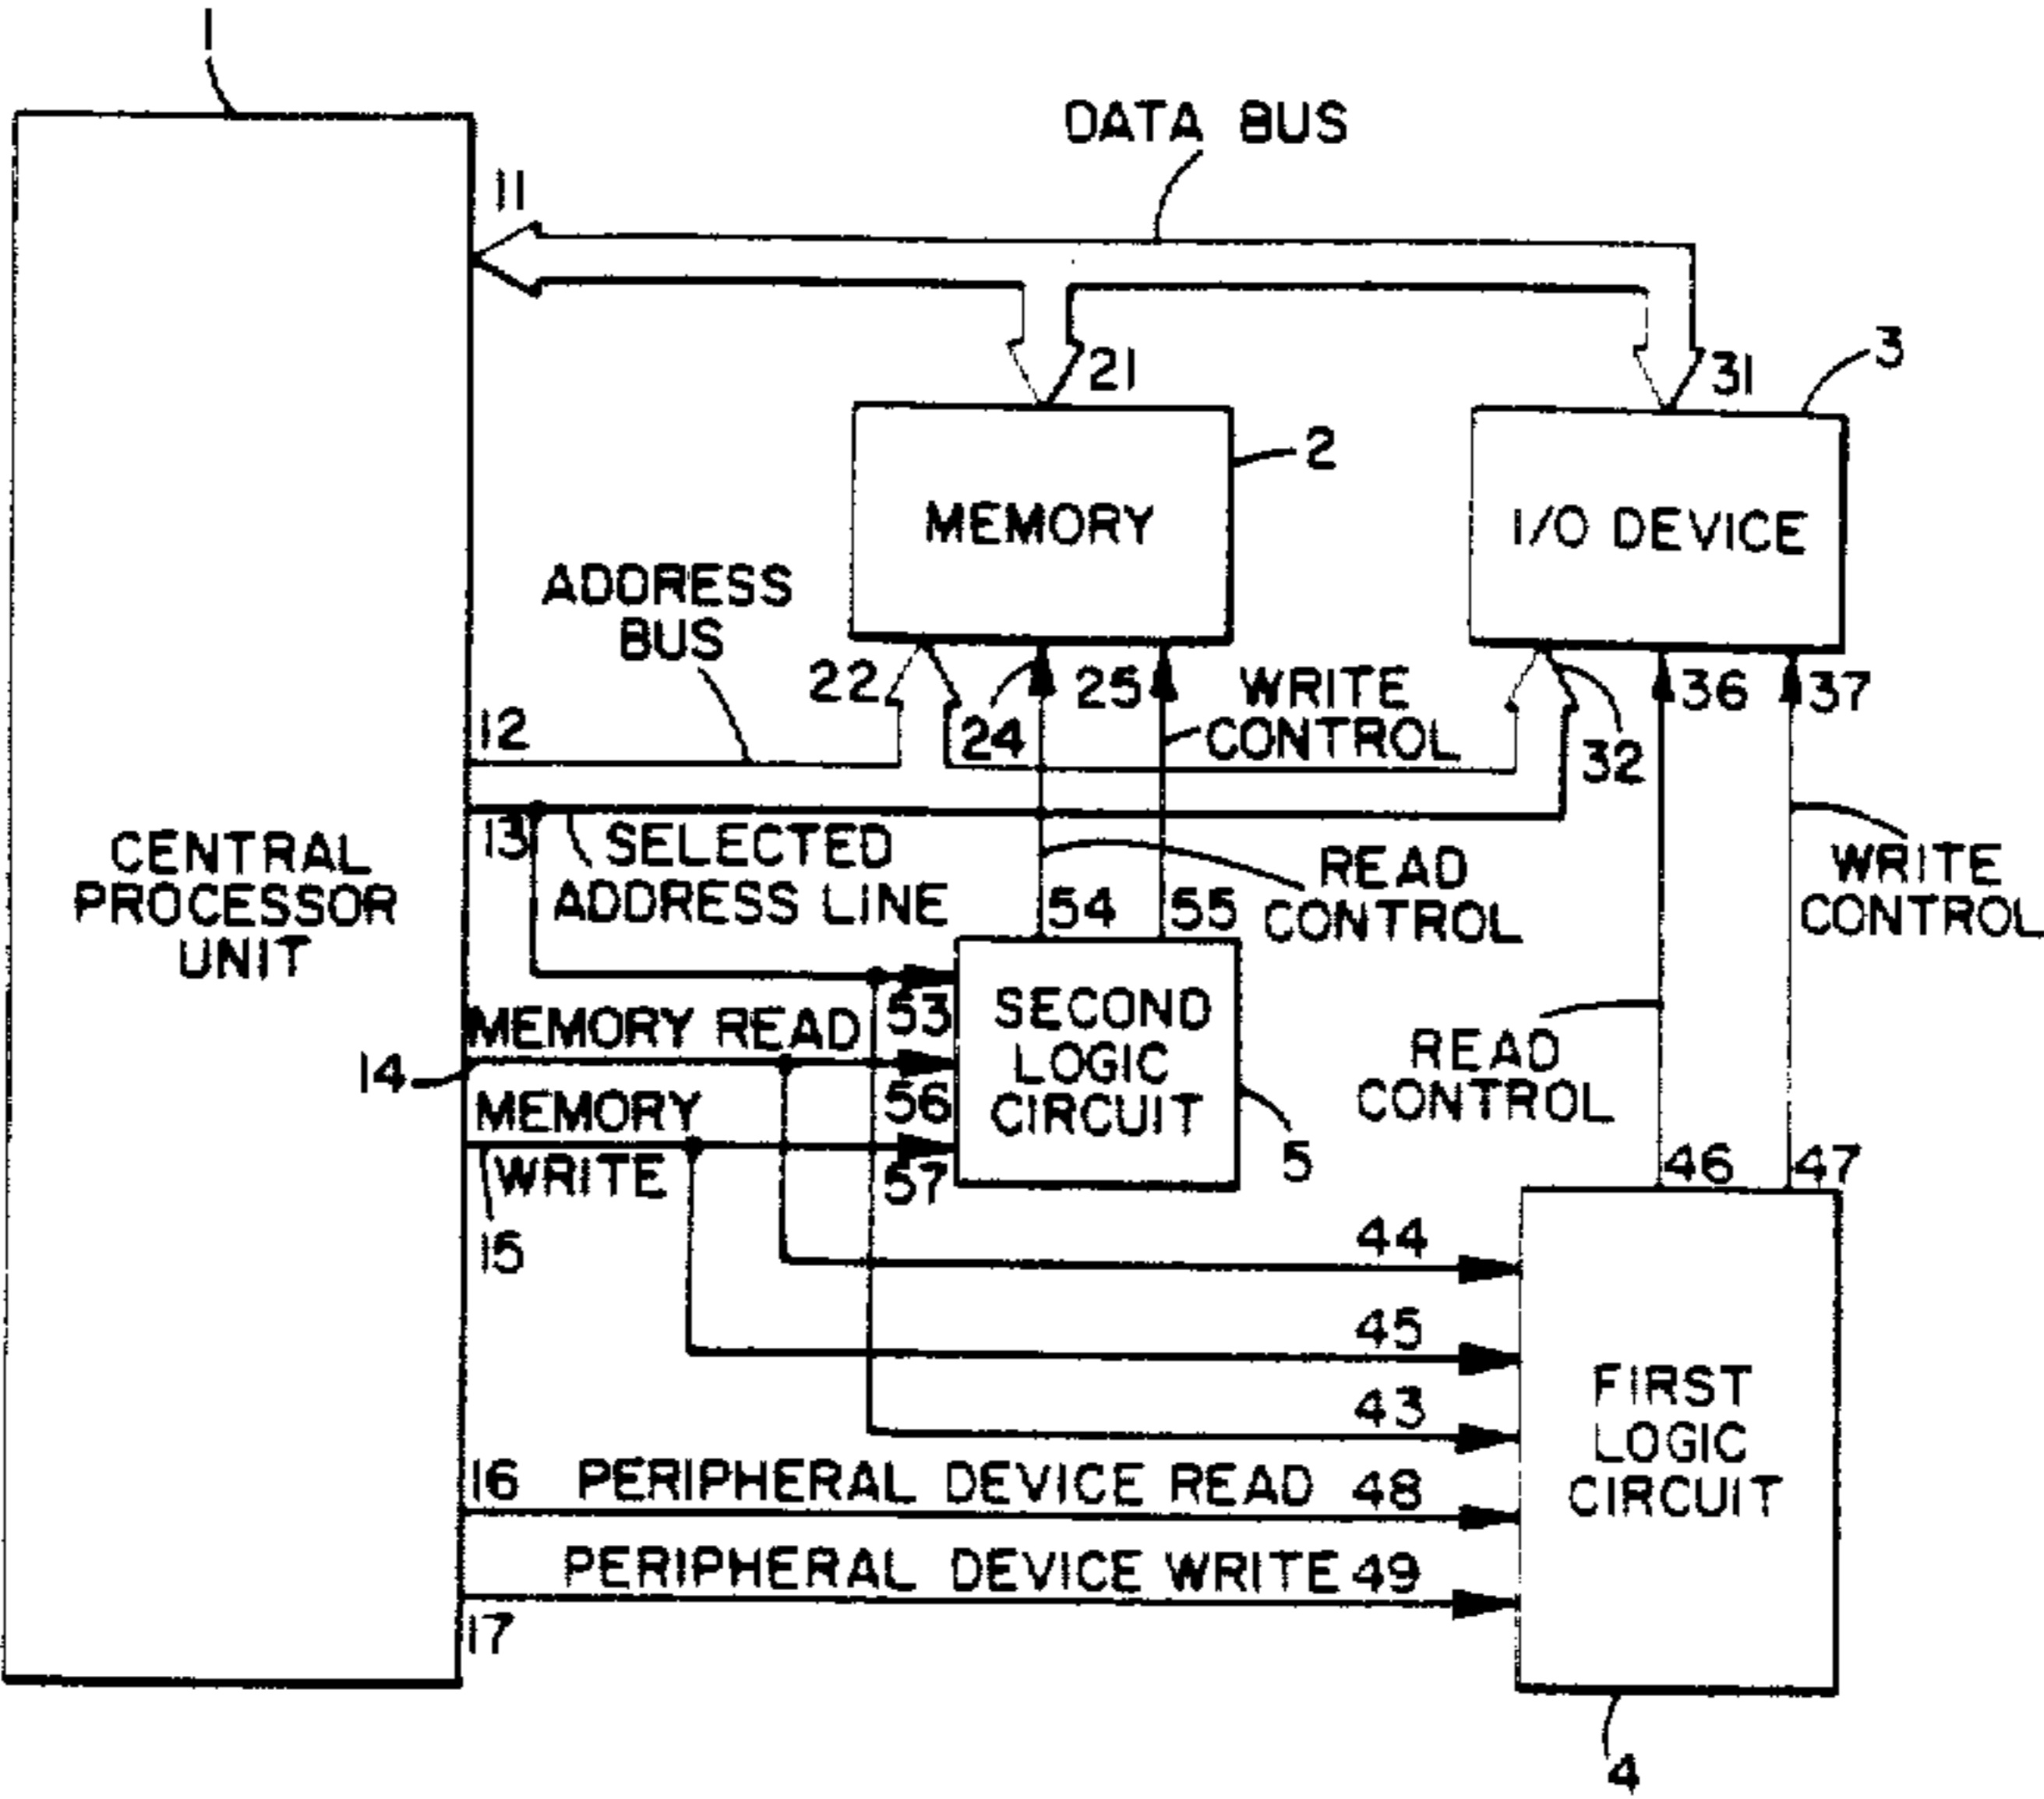 1
DATA BUS
11
21
31
3
2
MEMORY
I/O DEVICE
ADDRESS
BUS
22
24
25
WRITE
CONTROL
32
36
37
12
13
SELECTED
ADDRESS LINE
CENTRAL
PROCESSOR
UNIT
54
55
READ
CONTROL
WRITE
CONTROL
53
SECOND
LOGIC
CIRCUIT
MEMORY READ
14
56
READ
CONTROL
MEMORY
WRITE
57
5
15
46
47
44
45
43
FIRST
LOGIC
CIRCUIT
16 PERIPHERAL DEVICE READ 48
PERIPHERAL DEVICE WRITE 49
17
4